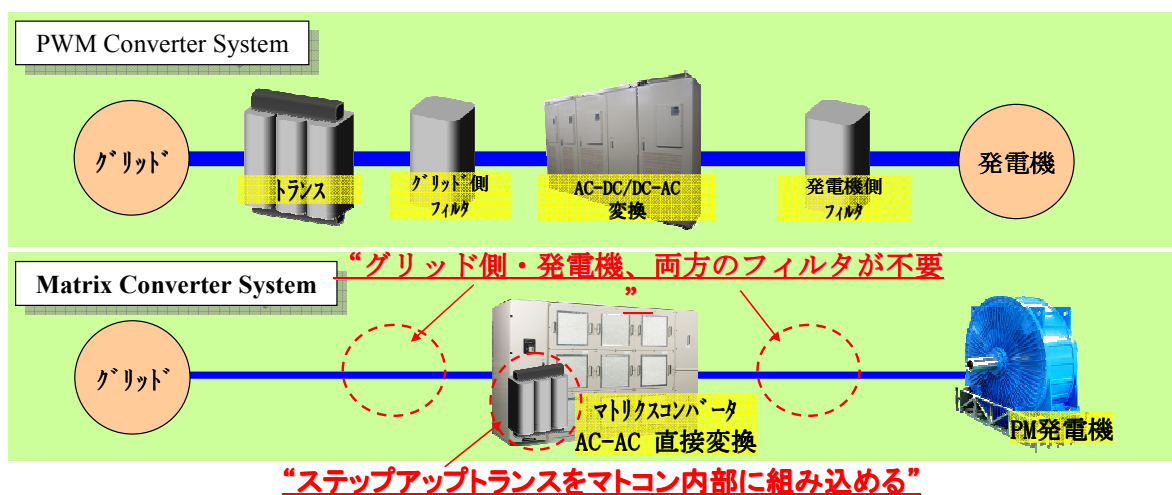 PWM Converter System
ｸﾞﾘｯﾄﾞ
ﾄﾗﾝｽ
ｸﾞﾘｯﾄﾞ側
ﾌｨﾙﾀ
AC-DC/DC-AC
変換
発電機側
ﾌｨﾙﾀ
発電機
Matrix Converter System
“グリッド側・発電機、両方のフィルタが不要
”
ｸﾞﾘｯﾄﾞ
ﾏﾄﾘｸｽｺﾝﾊﾞｰﾀ
AC-AC 直接変換
PM発電機
“ステップアップトランスをマトコン内部に組み込める”